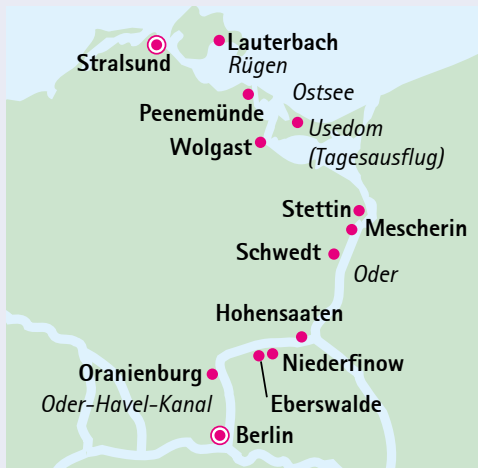 Lauterbach
Rügen
Stralsund
Ostsee
Peenemünde
Usedom
(Tagesausflug)
Wolgast
Stettin
Mescherin
Schwedt
Oder
Hohensaaten
Niederfinow
Oranienburg
Eberswalde
Oder-Havel-Kanal
Berlin